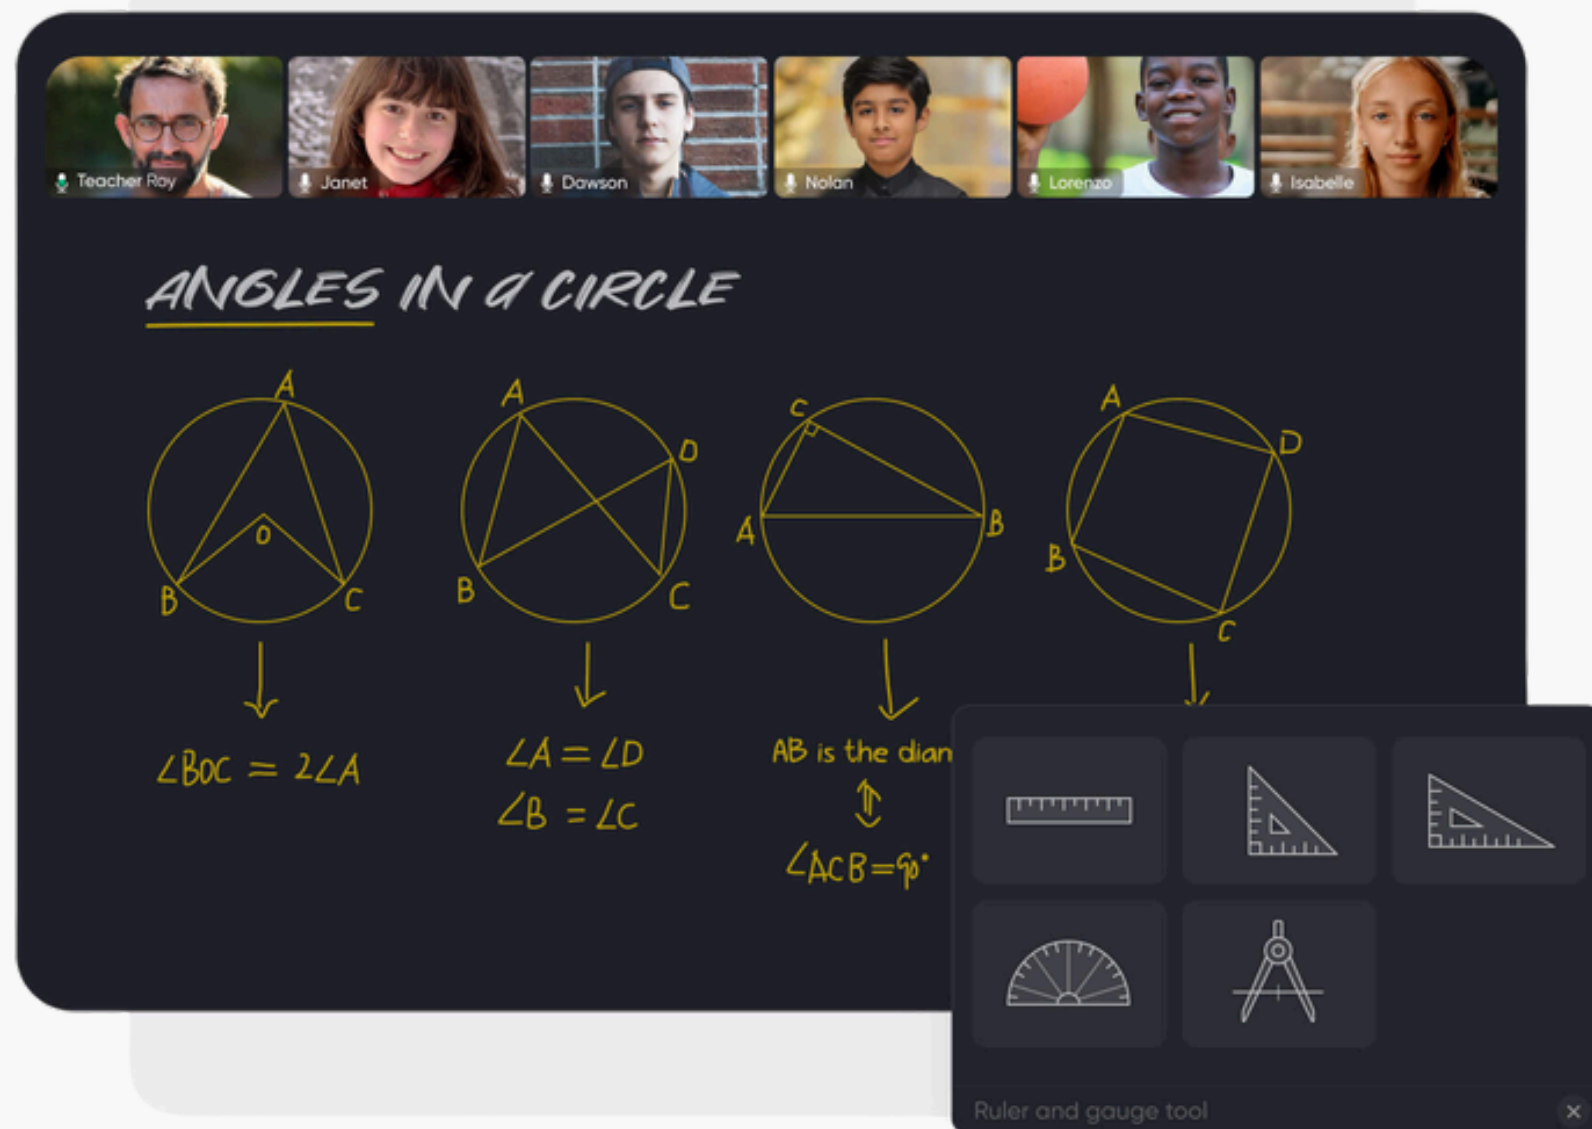 Teacher Roy
Janet
Dawson
Nolan
Lorenzo
Isabelle
ANGLES IN a CIRCLE
A
O
B
C
A
D
B
C
C
A
B
A
D
B
C
∠BOC = 2∠A
∠A = ∠D
∠B = ∠C
AB is the diam
⇕
∠ACB=90°
Ruler and gauge tool